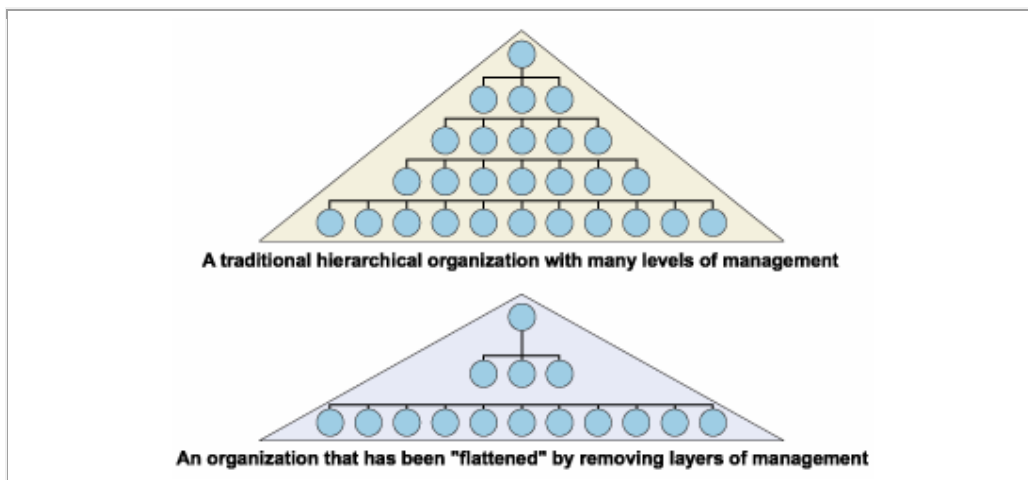 A traditional hierarchical organization with many levels of management
An organization that has been "flattened" by removing layers of management